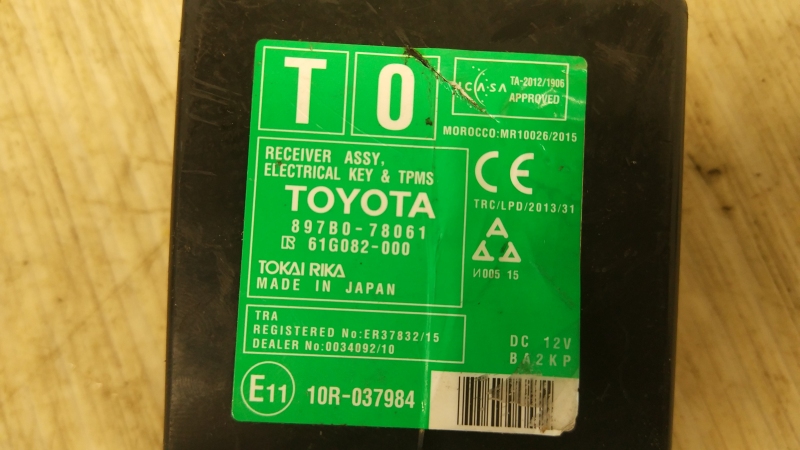 T O
ICASA TA-2012/1906
APPROVED
MOROCCO:MR10026/2015
RECEIVER ASSY,
ELECTRICAL KEY & TPMS
TOYOTA
897B0-78061
61G082-000
TOKAI RIKA
MADE IN JAPAN
CE
TRC/LPD/2013/31
И005 15
TRA
REGISTERED No:ER37832/15
DEALER No:0034092/10
DC 12V
BA2KP
E11 10R-037984